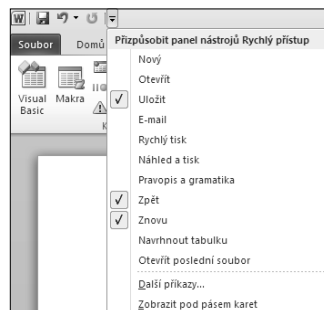 W
Soubor Domů
Přizpůsobit panel nástrojů Rychlý přístup
Visual Basic
Makra
Nový
Otevřít
Uložit
E-mail
Rychlý tisk
Náhled a tisk
Pravopis a gramatika
Zpět
Znovu
Navrhnout tabulku
Otevřít poslední soubor
Další příkazy...
Zobrazit pod pásem karet